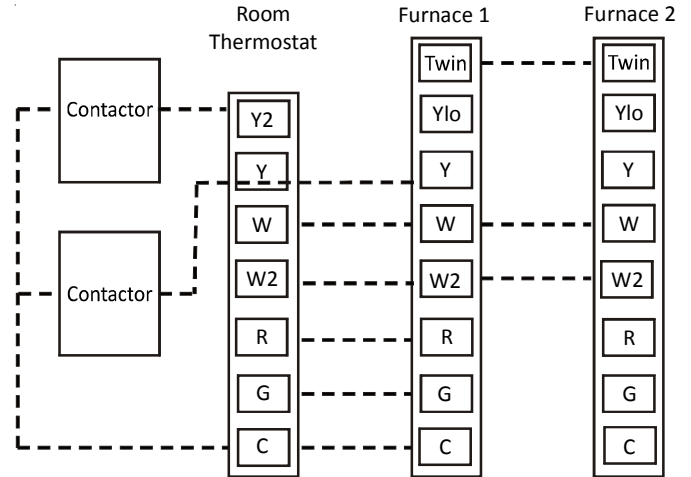 Room
Thermostat
Furnace 1
Furnace 2
Contactor
Contactor
Y2
Y
W
W2
R
G
C
Twin
Ylo
Y
W
W2
R
G
C
Twin
Ylo
Y
W
W2
R
G
C